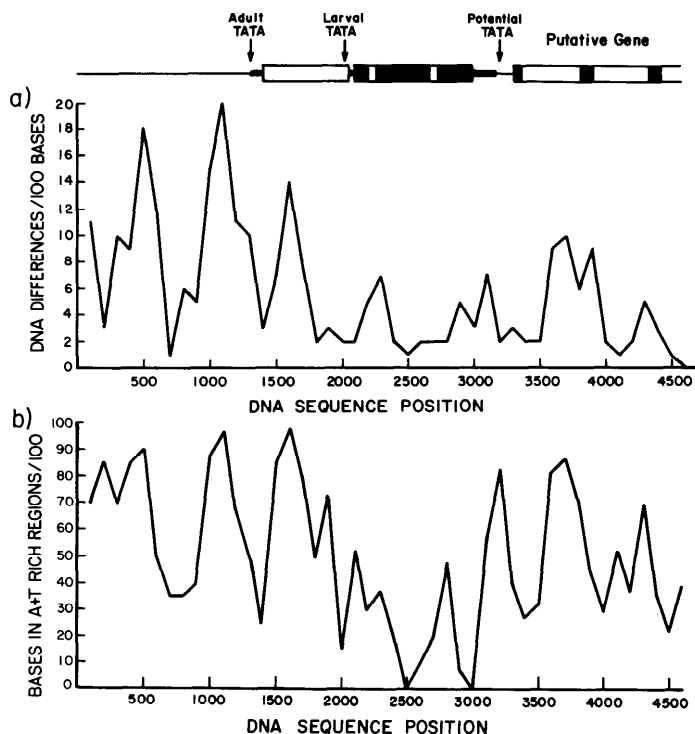 Adult TATA
Larval TATA
Potential TATA
Putative Gene
a)
DNA DIFFERENCES/100 BASES
20
18
16
14
12
10
8
6
4
2
0
500 1000 1500 2000 2500 3000 3500 4000 4500
DNA SEQUENCE POSITION
b)
BASES IN A+T RICH REGIONS/100
100
90
80
70
60
50
40
30
20
10
0
500 1000 1500 2000 2500 3000 3500 4000 4500
DNA SEQUENCE POSITION